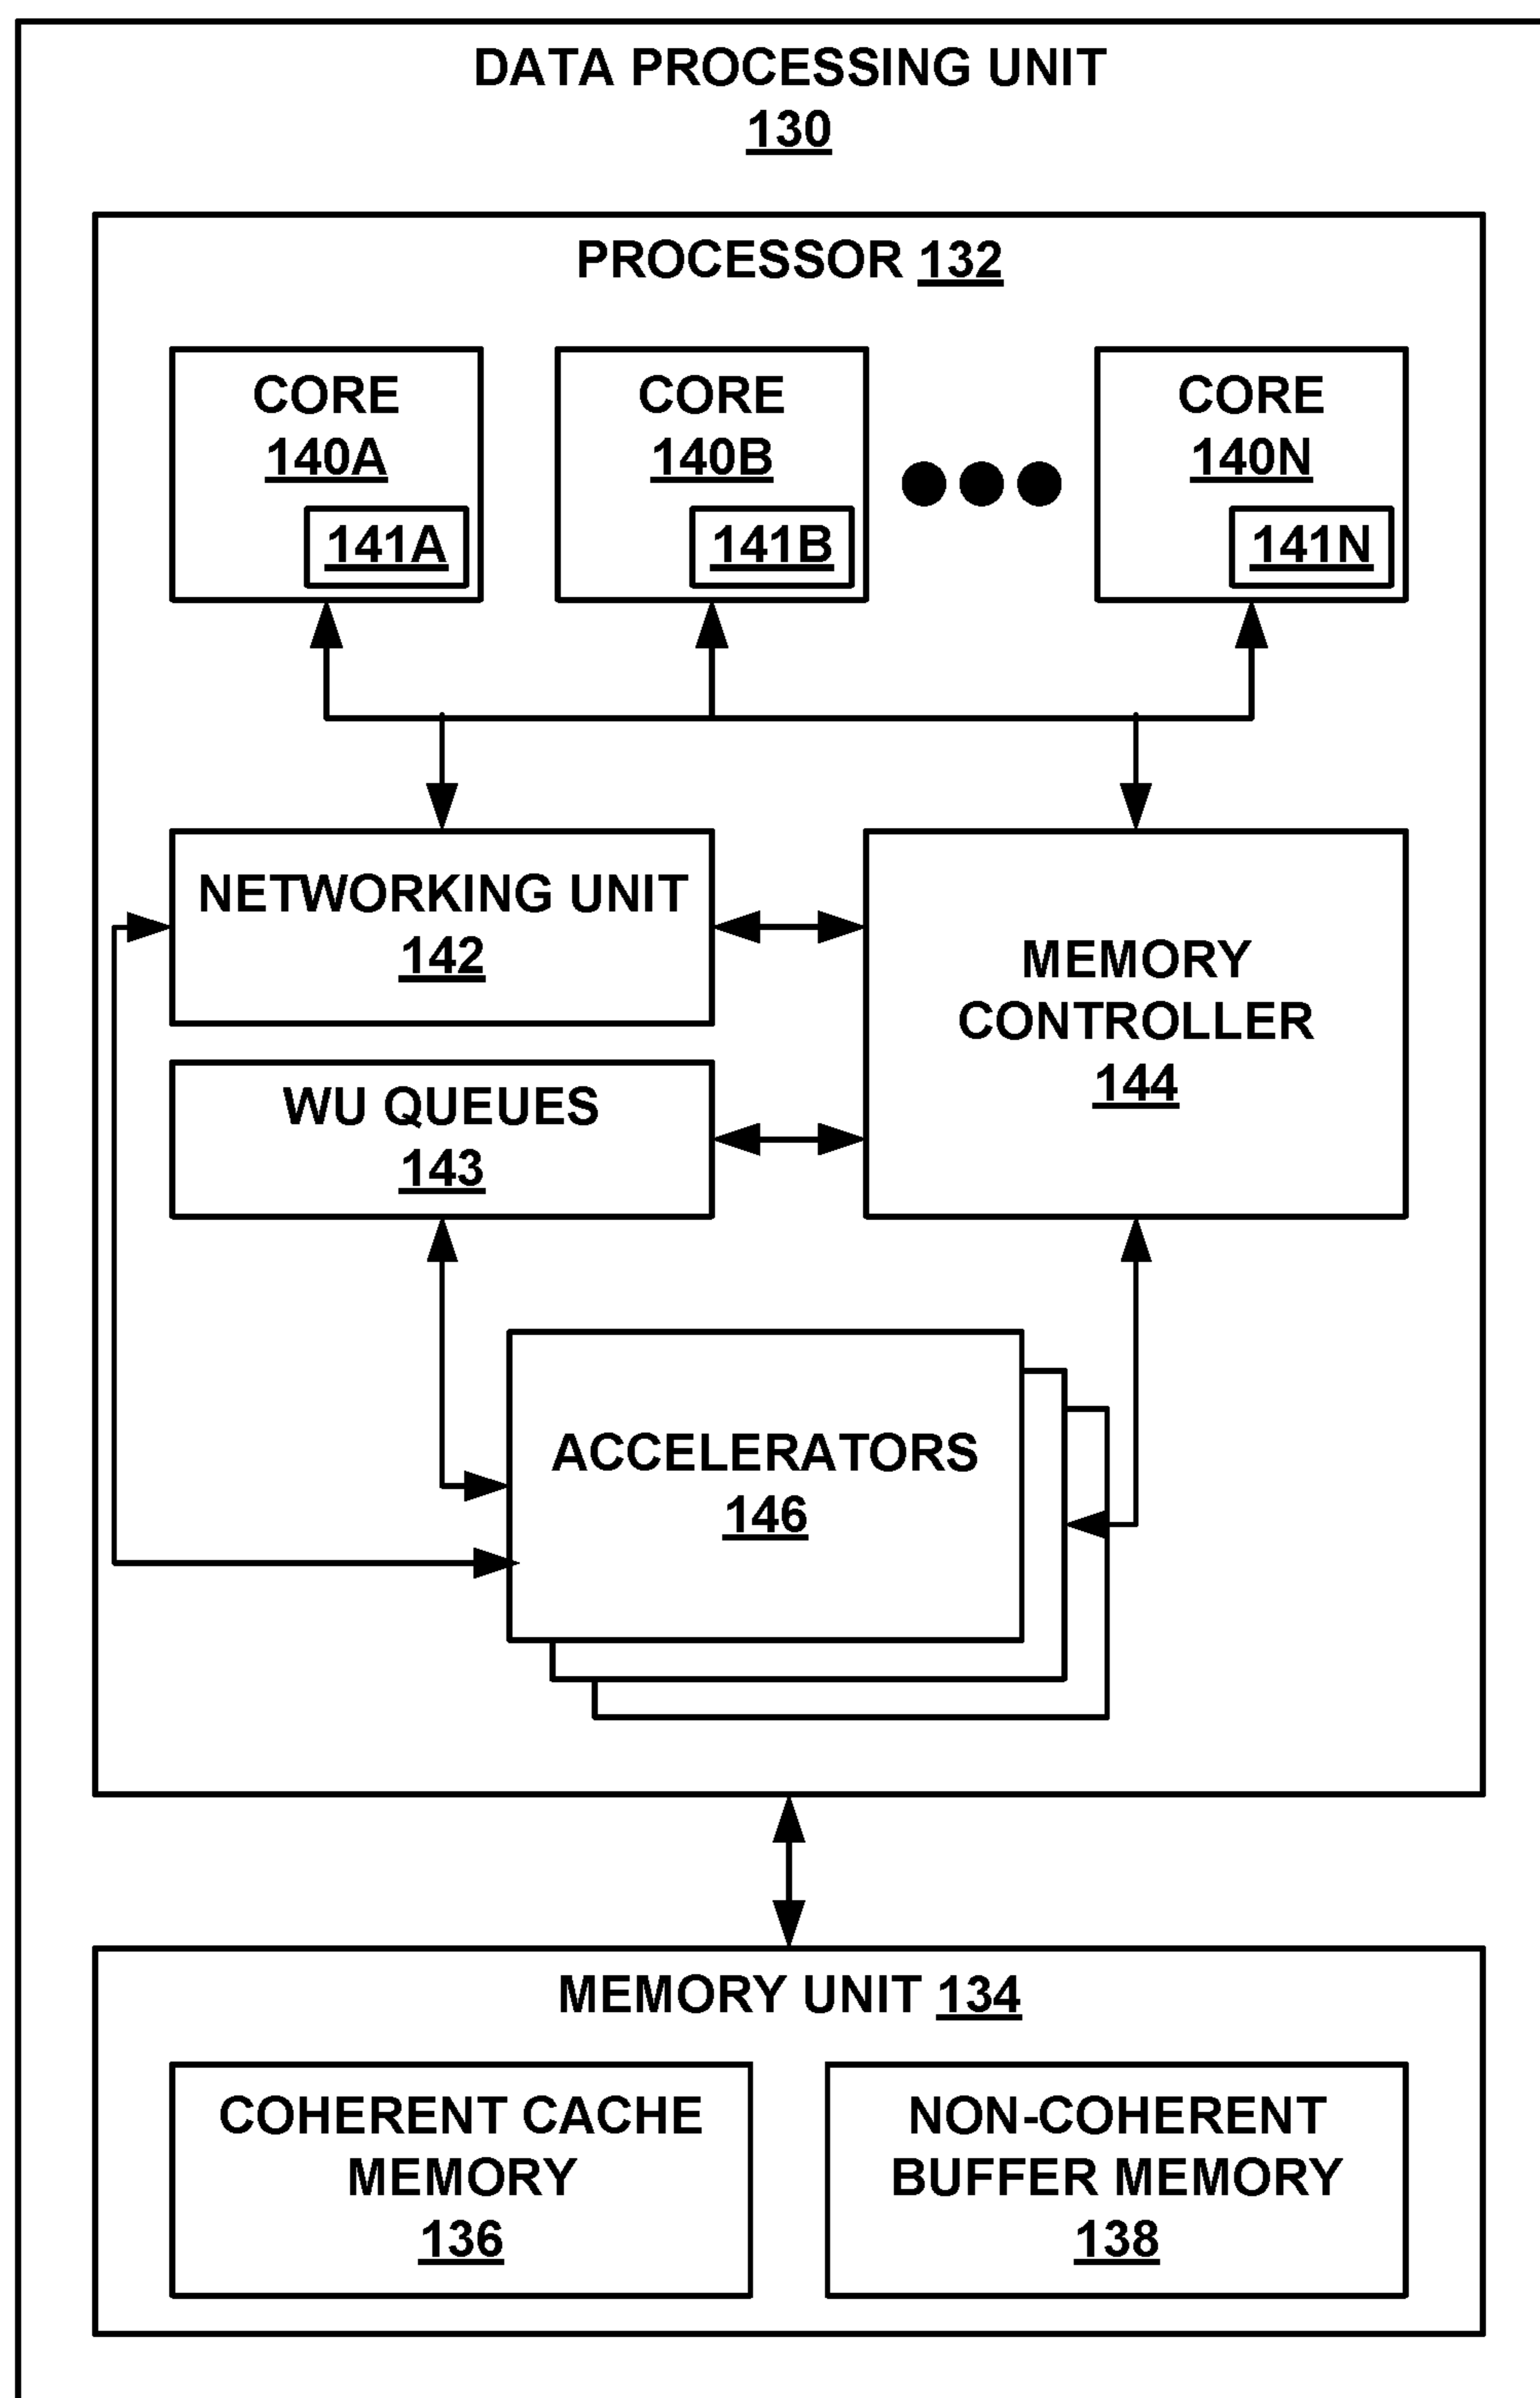 DATA PROCESSING UNIT
130
PROCESSOR 132
CORE
140A
141A
CORE
140B
141B
CORE
140N
141N
NETWORKING UNIT
142
MEMORY
CONTROLLER
144
WU QUEUES
143
ACCELERATORS
146
MEMORY UNIT 134
COHERENT CACHE
MEMORY
136
NON-COHERENT
BUFFER MEMORY
138